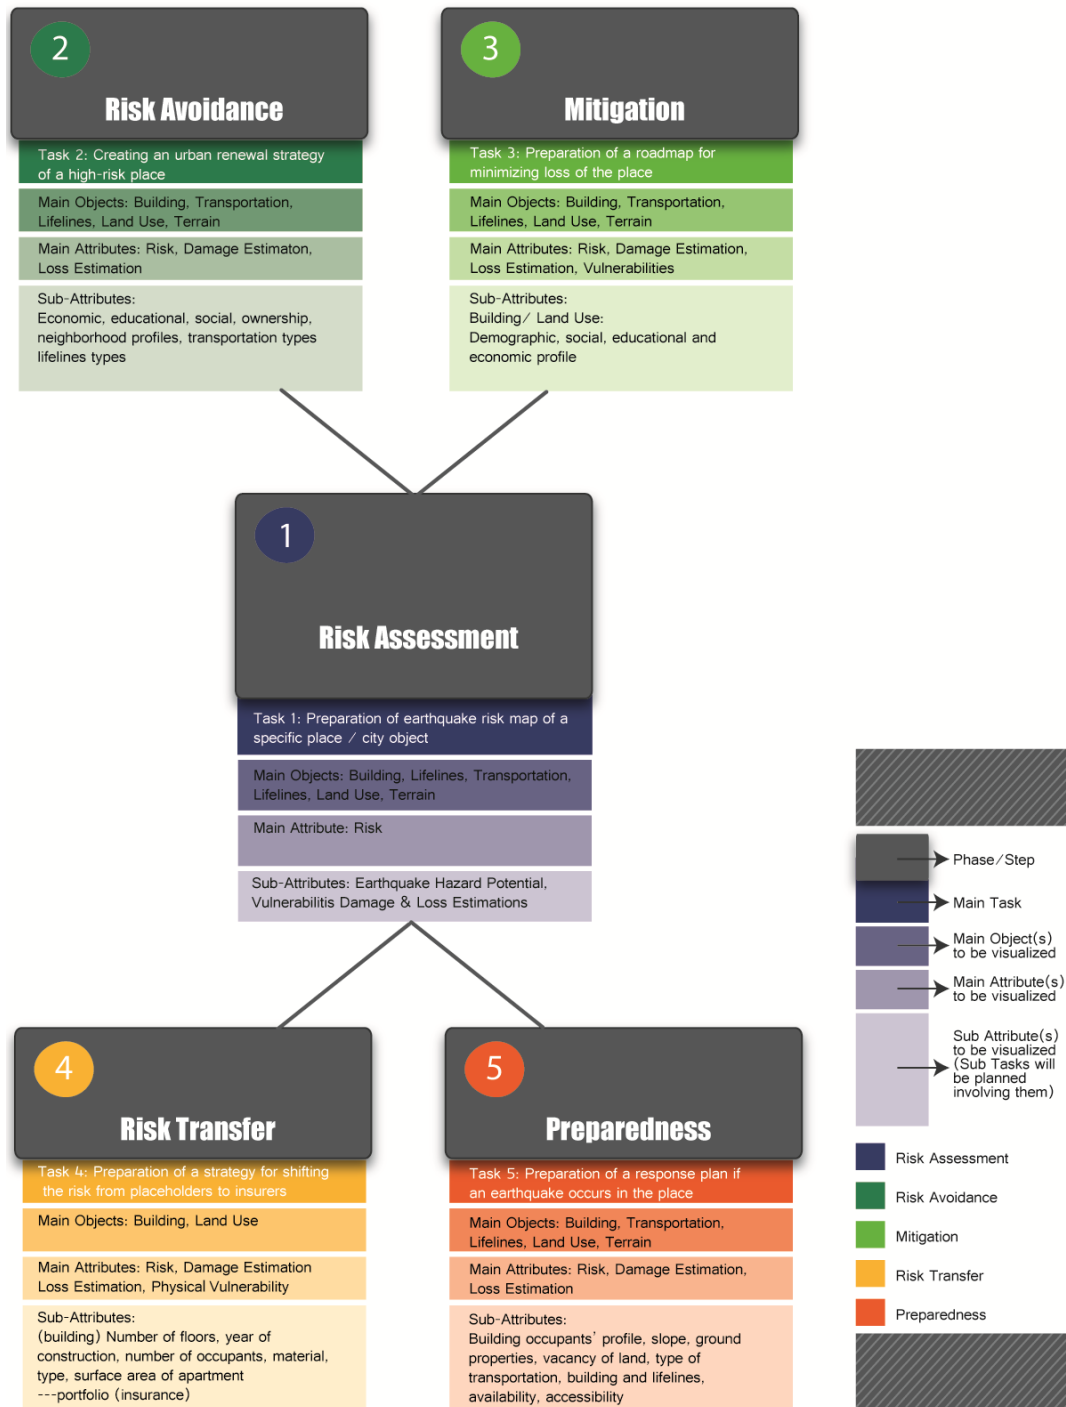 2
Risk Avoidance
Task 2: Creating an urban renewal strategy
of a high-risk place
Main Objects: Building, Transportation,
Lifelines, Land Use, Terrain
Main Attributes: Risk, Damage Estimaton,
Loss Estimation
Sub-Attributes:
Economic, educational, social, ownership,
neighborhood profiles, transportation types
lifelines types
3
Mitigation
Task 3: Preparation of a roadmap for
minimizing loss of the place
Main Objects: Building, Transportation,
Lifelines, Land Use, Terrain
Main Attributes: Risk, Damage Estimation,
Loss Estimation, Vulnerabilities
Sub-Attributes:
Building/ Land Use:
Demographic, social, educational and
economic profile
1
Risk Assessment
Task 1: Preparation of earthquake risk map of a
specific place / city object
Main Objects: Building, Lifelines, Transportation,
Lifelines, Land Use, Terrain
Main Attribute: Risk
Sub-Attributes: Earthquake Hazard Potential,
Vulnerabilitis Damage & Loss Estimations
4
Risk Transfer
Task 4: Preparation of a strategy for shifting
the risk from placeholders to insurers
Main Objects: Building, Land Use
Main Attributes: Risk, Damage Estimation
Loss Estimation, Physical Vulnerability
Sub-Attributes:
(building) Number of floors, year of
construction, number of occupants, material,
type, surface area of apartment
---portfolio (insurance)
5
Preparedness
Task 5: Preparation of a response plan if
an earthquake occurs in the place
Main Objects: Building, Transportation,
Lifelines, Land Use, Terrain
Main Attributes: Risk, Damage Estimation,
Loss Estimation
Sub-Attributes:
Building occupants' profile, slope, ground
properties, vacancy of land, type of
transportation, building and lifelines,
availability, accessibility
Phase/Step
Main Task
Main Object(s)
to be visualized
Main Attribute(s)
to be visualized
Sub Attribute(s)
to be visualized
(Sub Tasks will
be planned
involving them)
Risk Assessment
Risk Avoidance
Mitigation
Risk Transfer
Preparedness